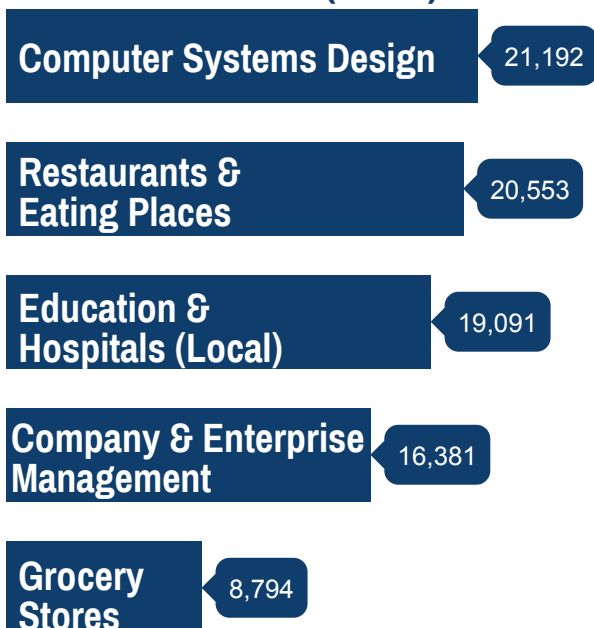 Computer Systems Design
21,192
Restaurants &
Eating Places
20,553
Education &
Hospitals (Local)
19,091
Company & Enterprise
Management
16,381
Grocery
Stores
8,794